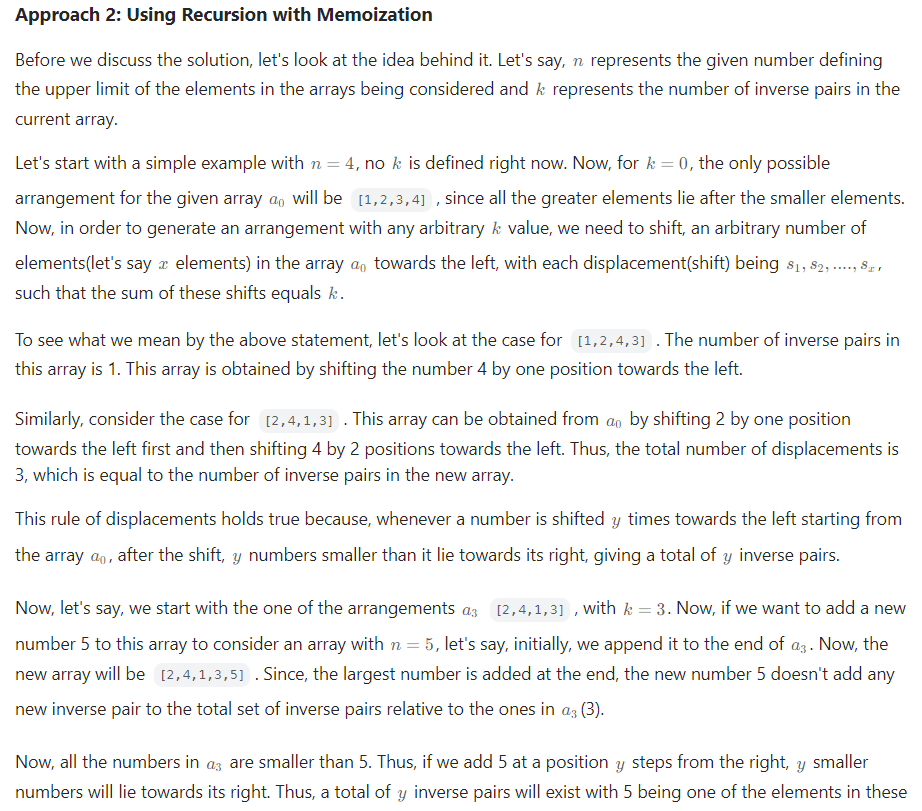 Approach 2: Using Recursion with Memoization
Before we discuss the solution, let's look at the idea behind it. Let's say, n represents the given number defining
the upper limit of the elements in the arrays being considered and k represents the number of inverse pairs in the
current array.
Let's start with a simple example with n = 4, no k is defined right now. Now, for k = 0, the only possible
arrangement for the given array a₀ will be [1,2,3,4] , since all the greater elements lie after the smaller elements.
Now, in order to generate an arrangement with any arbitrary k value, we need to shift, an arbitrary number of
elements(let's say x elements) in the array a₀ towards the left, with each displacement(shift) being s₁, s₂, ...., sₓ,
such that the sum of these shifts equals k.
To see what we mean by the above statement, let's look at the case for [1,2,4,3] . The number of inverse pairs in
this array is 1. This array is obtained by shifting the number 4 by one position towards the left.
Similarly, consider the case for [2,4,1,3] . This array can be obtained from a₀ by shifting 2 by one position
towards the left first and then shifting 4 by 2 positions towards the left. Thus, the total number of displacements is
3, which is equal to the number of inverse pairs in the new array.
This rule of displacements holds true because, whenever a number is shifted y times towards the left starting from
the array a₀, after the shift, y numbers smaller than it lie towards its right, giving a total of y inverse pairs.
Now, let's say, we start with the one of the arrangements a₃ [2,4,1,3] , with k = 3. Now, if we want to add a new
number 5 to this array to consider an array with n = 5, let's say, initially, we append it to the end of a₃. Now, the
new array will be [2,4,1,3,5] . Since, the largest number is added at the end, the new number 5 doesn't add any
new inverse pair to the total set of inverse pairs relative to the ones in a₃ (3).
Now, all the numbers in a₃ are smaller than 5. Thus, if we add 5 at a position y steps from the right, y smaller
numbers will lie towards its right. Thus, a total of y inverse pairs will exist with 5 being one of the elements in these